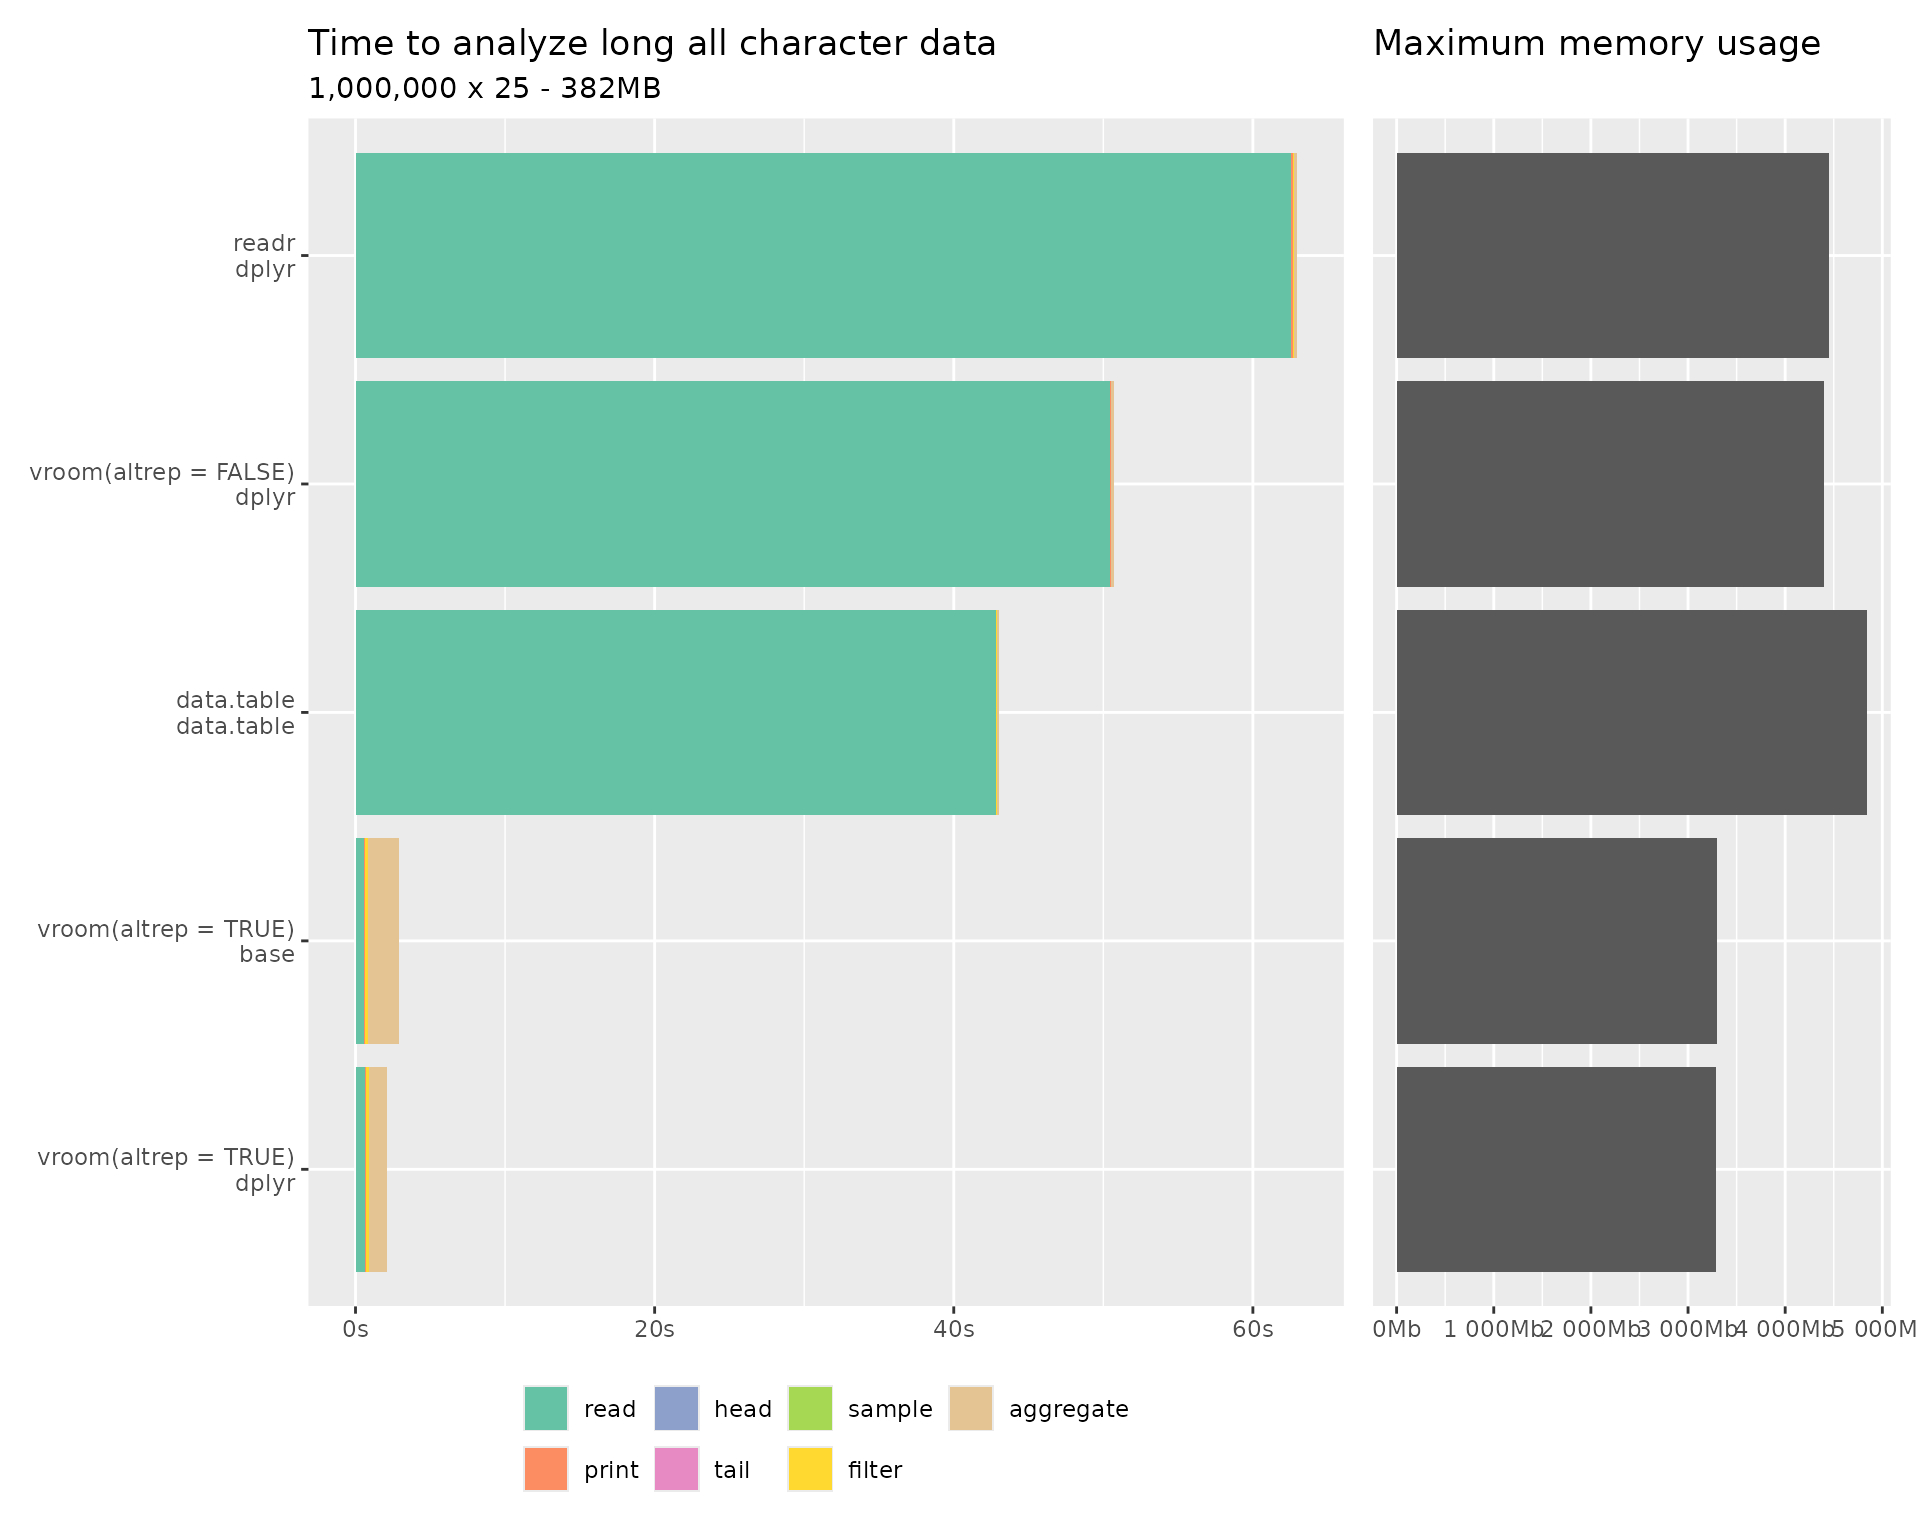 Time to analyze long all character data
1,000,000 x 25 - 382MB
Maximum memory usage
readr
dplyr
vroom(altrep = FALSE)
dplyr
data.table
data.table
vroom(altrep = TRUE)
base
vroom(altrep = TRUE)
dplyr
0s 20s 40s 60s
0Mb 1 000Mb 2 000Mb 3 000Mb 4 000Mb 5 000M
read head sample aggregate
print tail filter